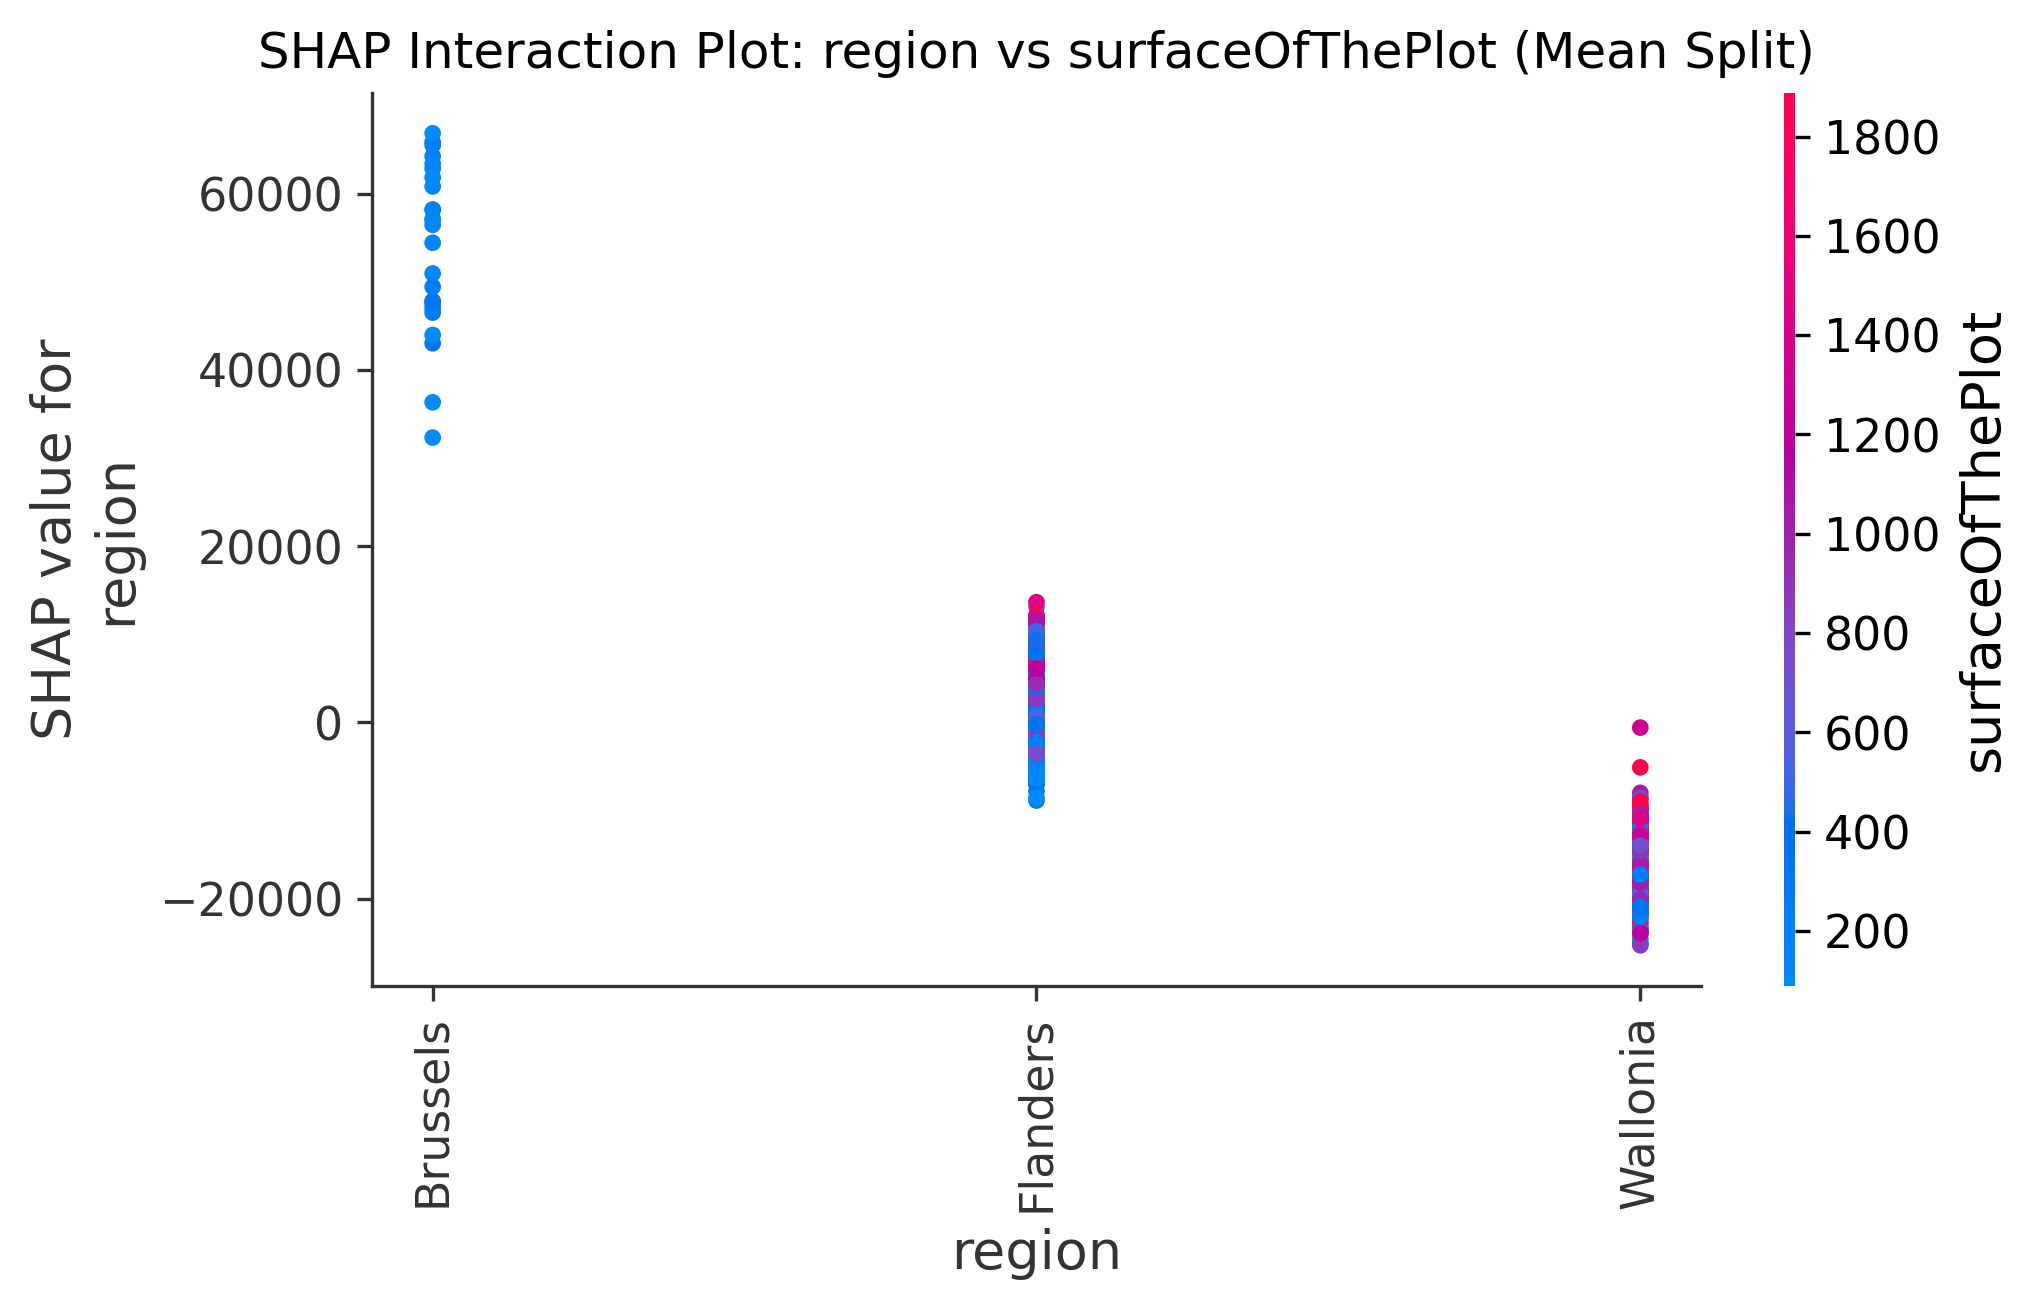 SHAP Interaction Plot: region vs surfaceOfThePlot (Mean Split)
SHAP value for
region
60000
40000
20000
0
−20000
Brussels
Flanders
Wallonia
region
1800
1600
1400
1200
1000
800
600
400
200
surfaceOfThePlot